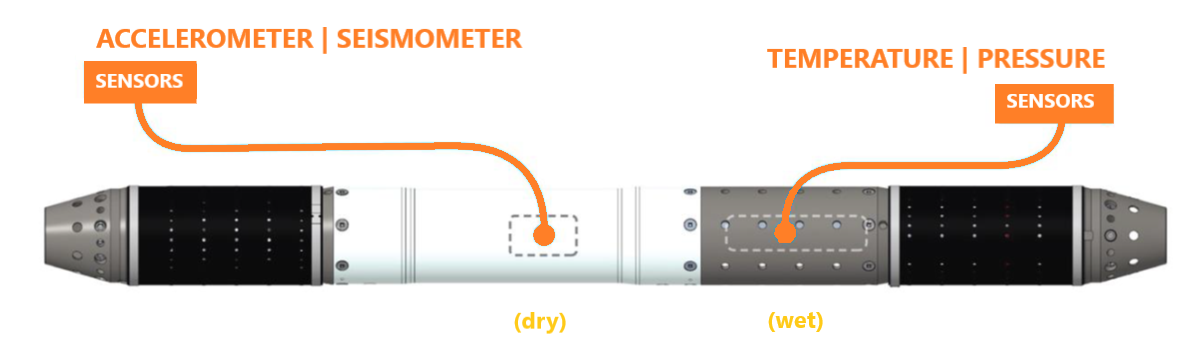 ACCELEROMETER | SEISMOMETER
SENSORS
TEMPERATURE | PRESSURE
SENSORS
(dry)
(wet)